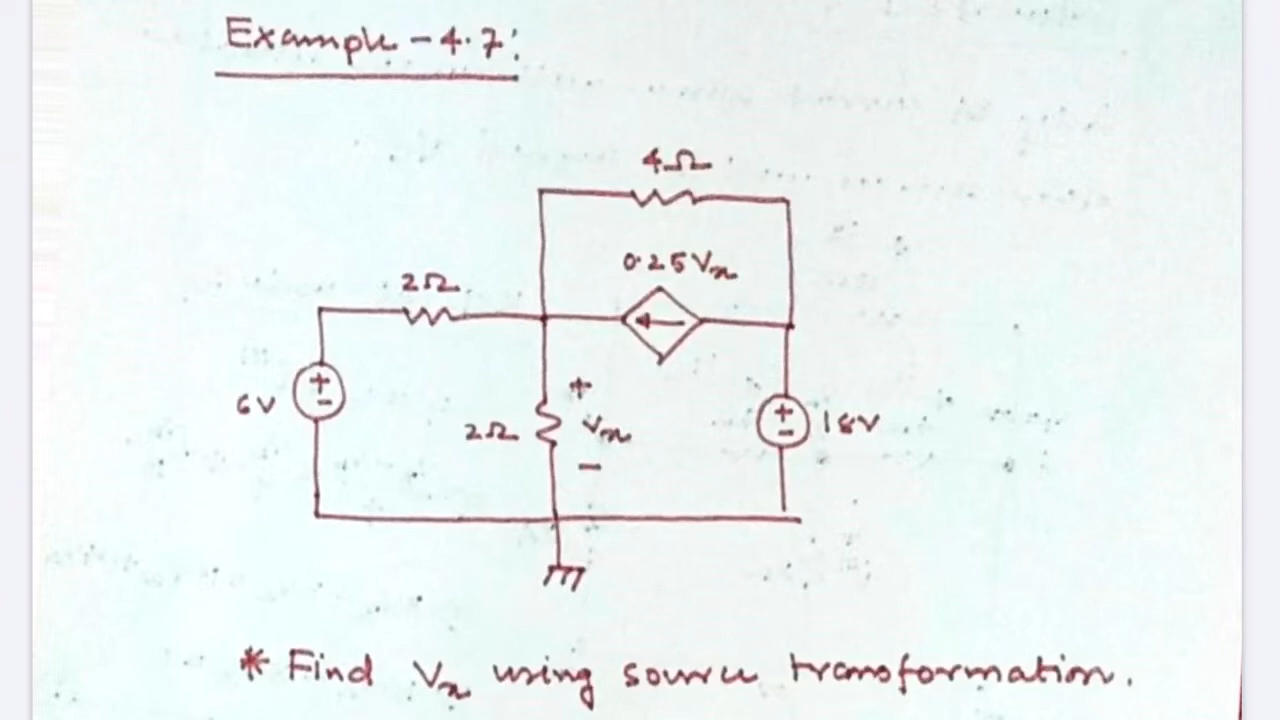 Example - 4.7:
4Ω
0.25Vx
2Ω
+
-
6V
2Ω
+
Vx
-
+
-
18V
* Find Vx using source transformation.